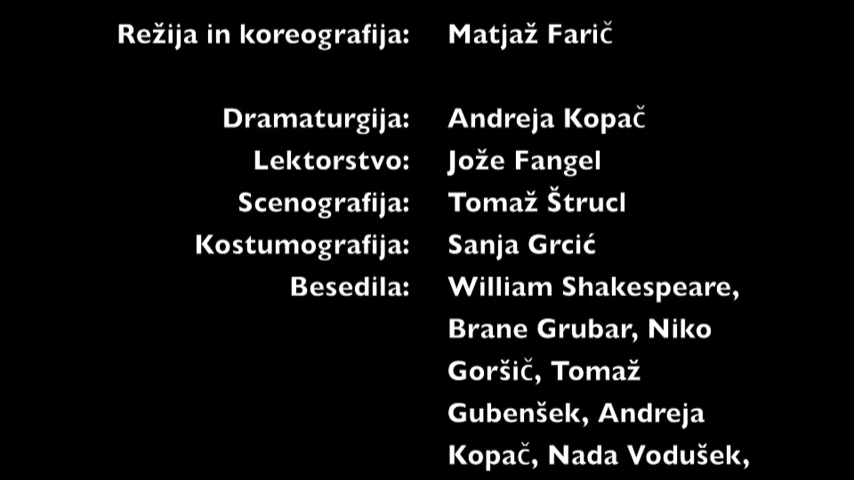 Režija in koreografija: Matjaž Farič
Dramaturgija: Andreja Kopač
Lektorstvo: Jože Fangel
Scenografija: Tomaž Štrucl
Kostumografija: Sanja Grcić
Besedila: William Shakespeare,
Brane Grubar, Niko
Goršič, Tomaž
Gubenšek, Andreja
Kopač, Nada Vodušek,